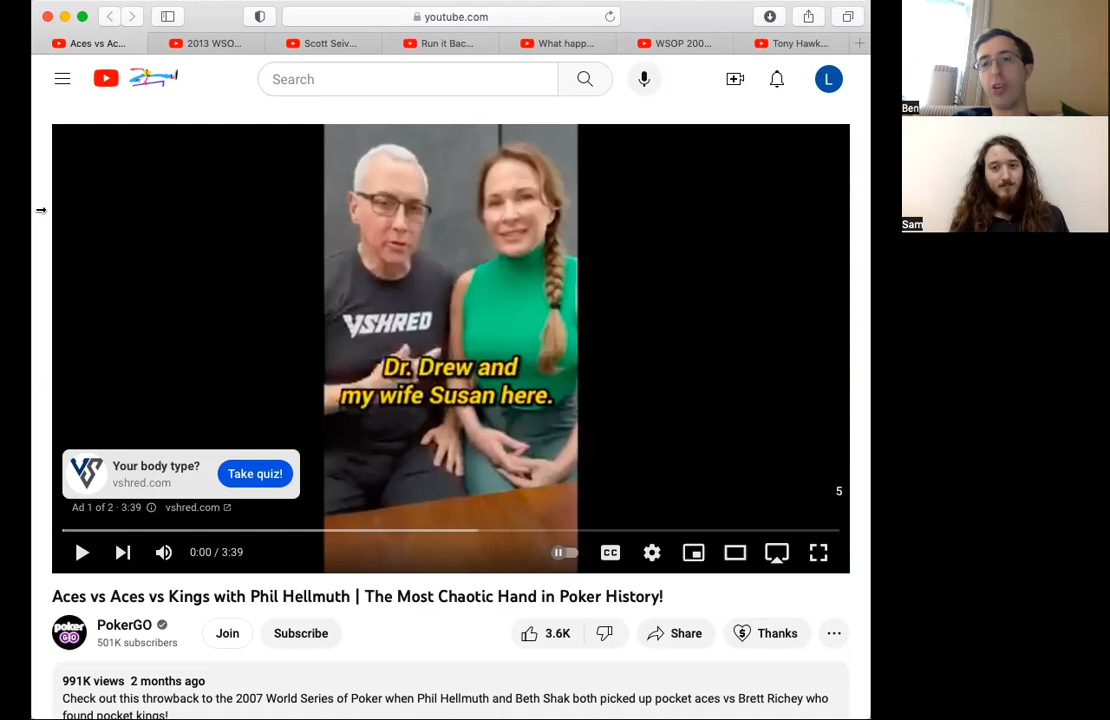 youtube.com
Aces vs Ac...
2013 WSO...
Scott Seiv...
Run it Bac...
What happ...
WSOP 200...
Tony Hawk...
Search
L
Ben
Sam
VSHRED
Dr. Drew and
my wife Susan here.
VS
Your body type?
vshred.com
Take quiz!
Ad 1 of 2 · 3:39
vshred.com
5
0:00 / 3:39
CC
Aces vs Aces vs Kings with Phil Hellmuth | The Most Chaotic Hand in Poker History!
poker GO
PokerGO
501K subscribers
Join
Subscribe
3.6K
Share
Thanks
991K views 2 months ago
Check out this throwback to the 2007 World Series of Poker when Phil Hellmuth and Beth Shak both picked up pocket aces vs Brett Richey who
found pocket kings!